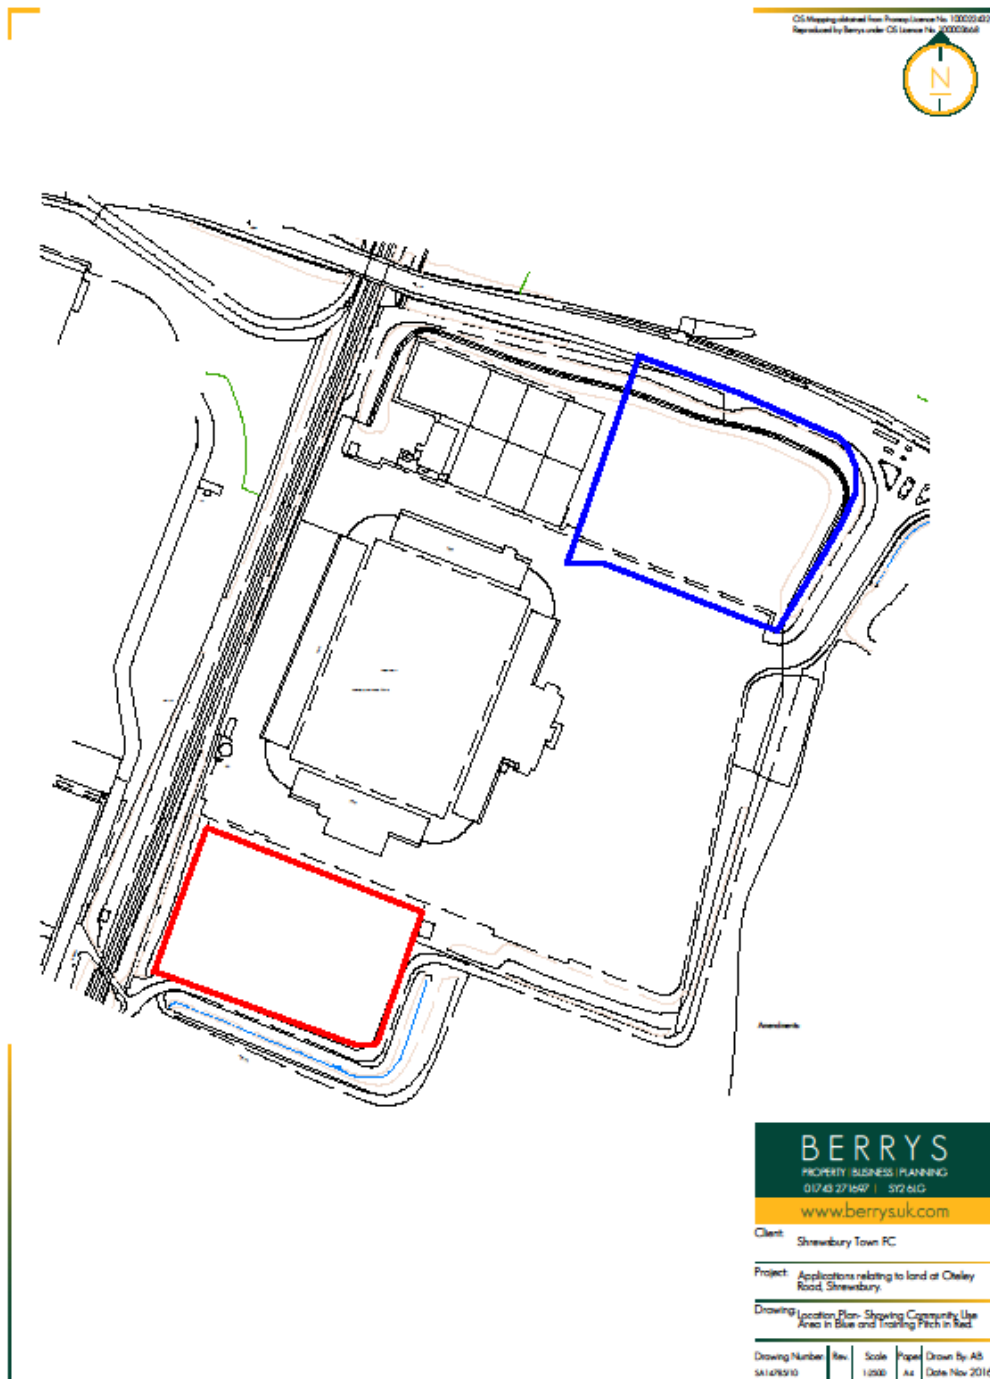 OS Mapping obtained from Promap Licence No. 100022432
Reproduced by Berrys under OS Licence No. 100003668
N
Amendments:
BERRYS
PROPERTY | BUSINESS | PLANNING
01743 271697 | SY2 6LG
www.berrys.uk.com
Client: Shrewsbury Town FC
Project: Applications relating to land at Oteley
Road, Shrewsbury.
Drawing: Location Plan- Showing Community Use
Area in Blue and Training Pitch in Red.
Drawing Number: Rev. Scale Paper Drawn By: AB
1:2500 A4 Date: Nov 2016